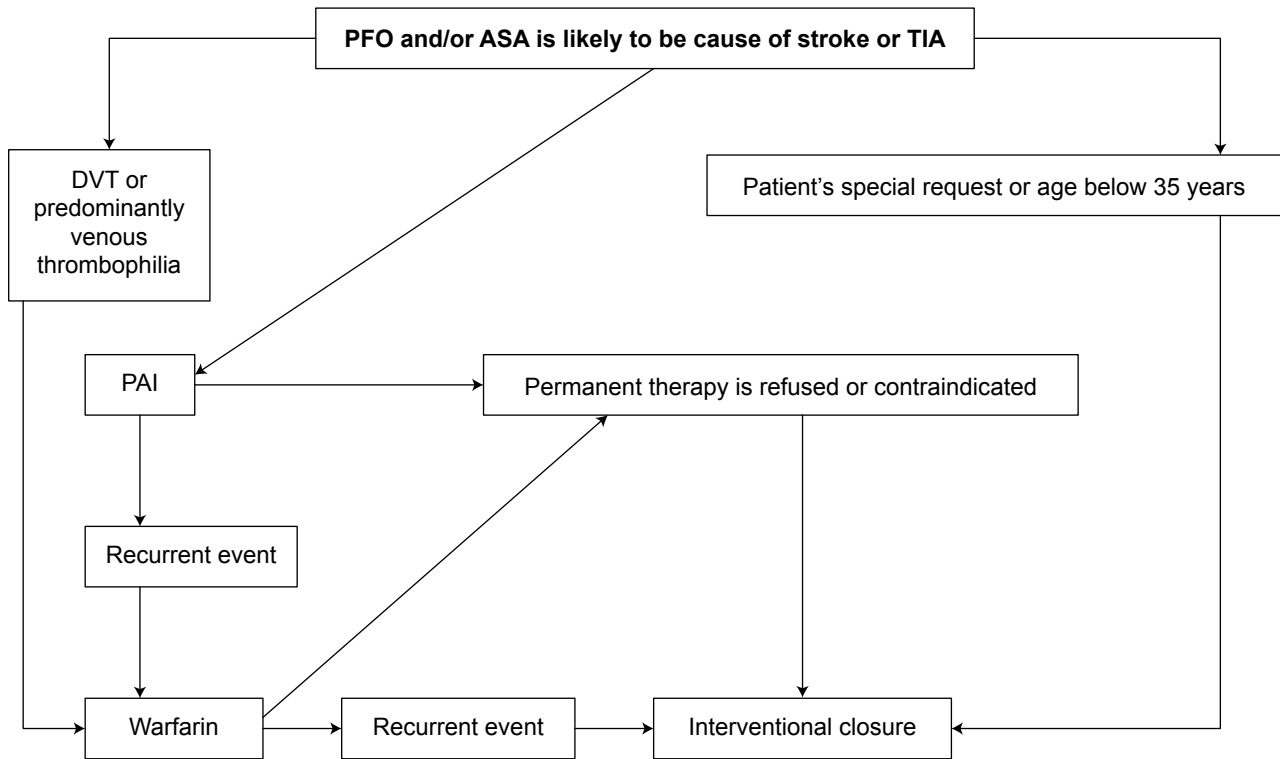 PFO and/or ASA is likely to be cause of stroke or TIA
DVT or
predominantly
venous
thrombophilia
Patient’s special request or age below 35 years
PAI
Permanent therapy is refused or contraindicated
Recurrent event
Warfarin
Recurrent event
Interventional closure